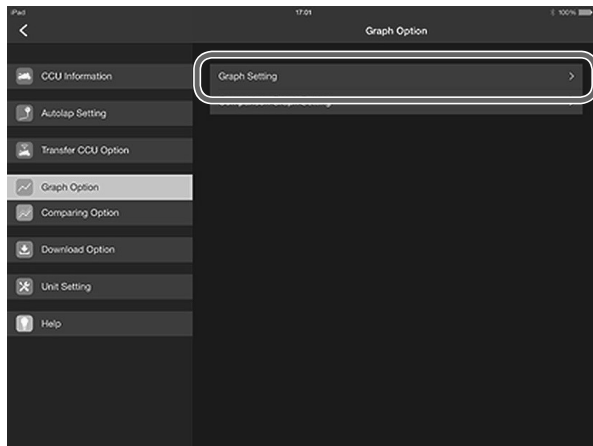 iPad
17:01
100%
Graph Option
CCU Information
Graph Setting
Autolap Setting
Transfer CCU Option
Graph Option
Comparing Option
Download Option
Unit Setting
Help